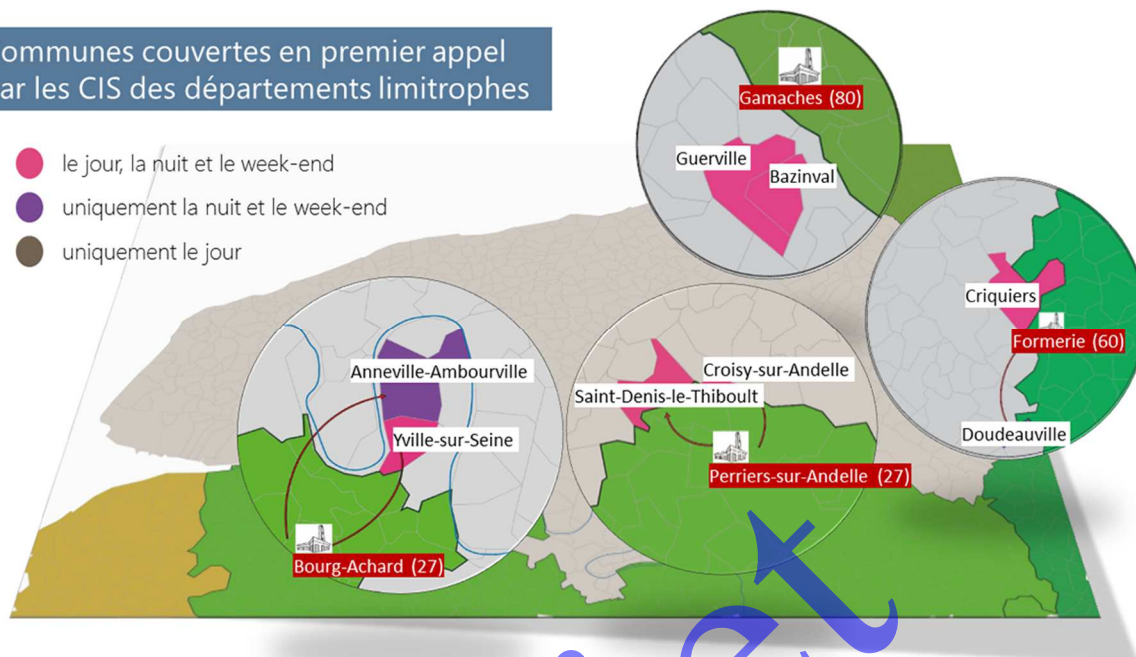 ommunes couvertes en premier appel
ar les CIS des départements limitrophes
le jour, la nuit et le week-end
uniquement la nuit et le week-end
uniquement le jour
Gamaches (80)
Guerville
Bazinval
Criquiers
Formerie (60)
Doudeauville
Anneville-Ambourville
Yville-sur-Seine
Bourg-Achard (27)
Croisy-sur-Andelle
Saint-Denis-le-Thiboult
Perriers-sur-Andelle (27)